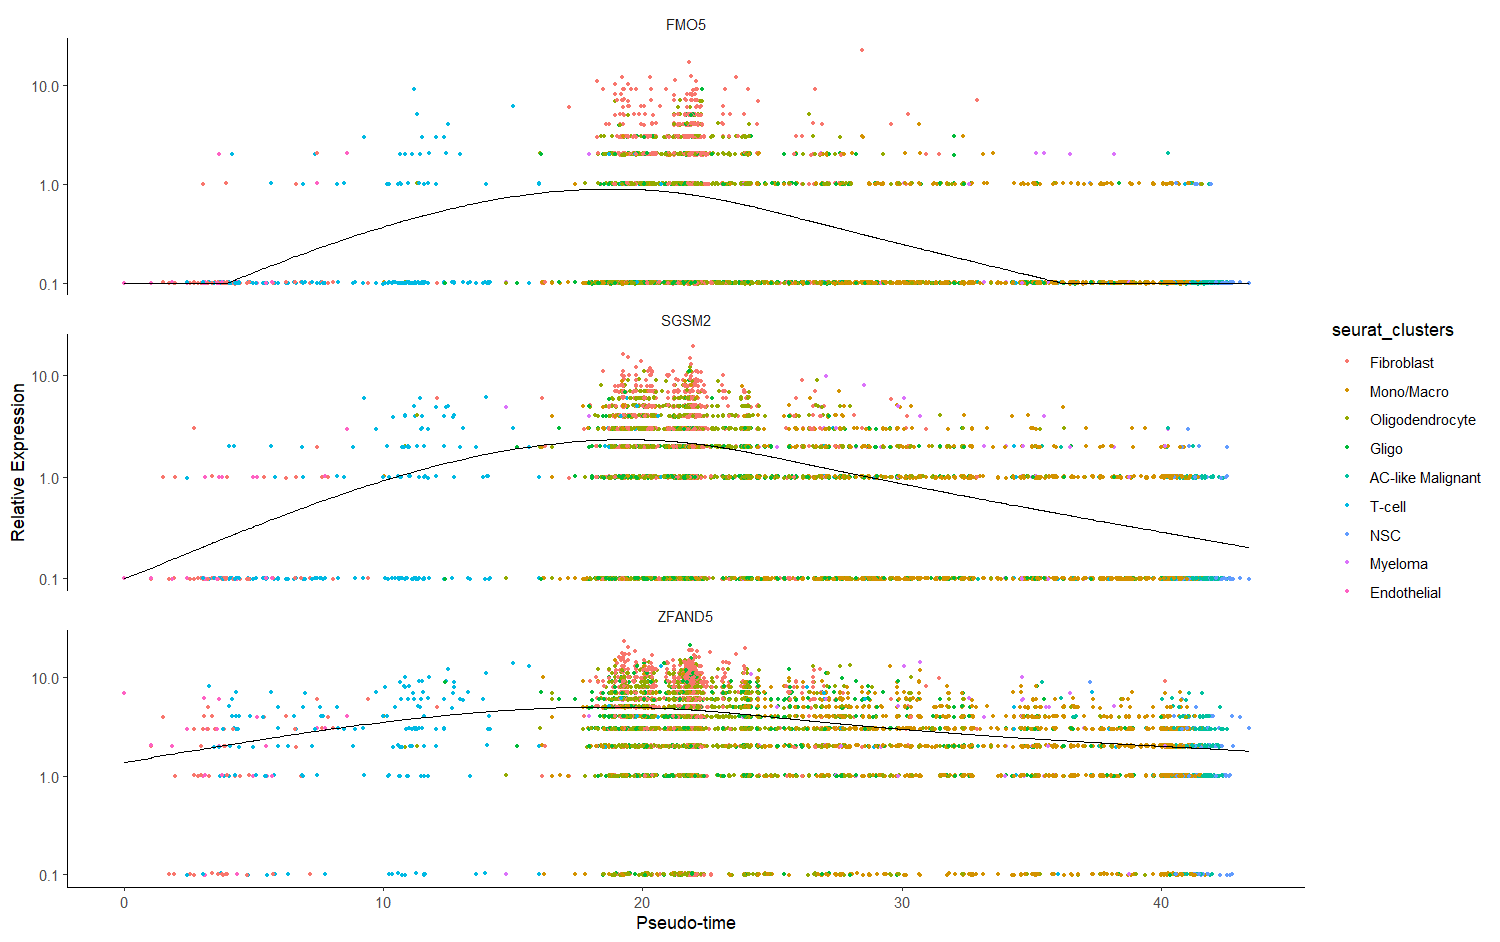 FMO5
10.0
1.0
0.1
SGSM2
10.0
1.0
0.1
ZFAND5
10.0
1.0
0.1
0 10 20 30 40
Pseudo-time
Relative Expression
seurat_clusters
Fibroblast
Mono/Macro
Oligodendrocyte
Gligo
AC-like Malignant
T-cell
NSC
Myeloma
Endothelial